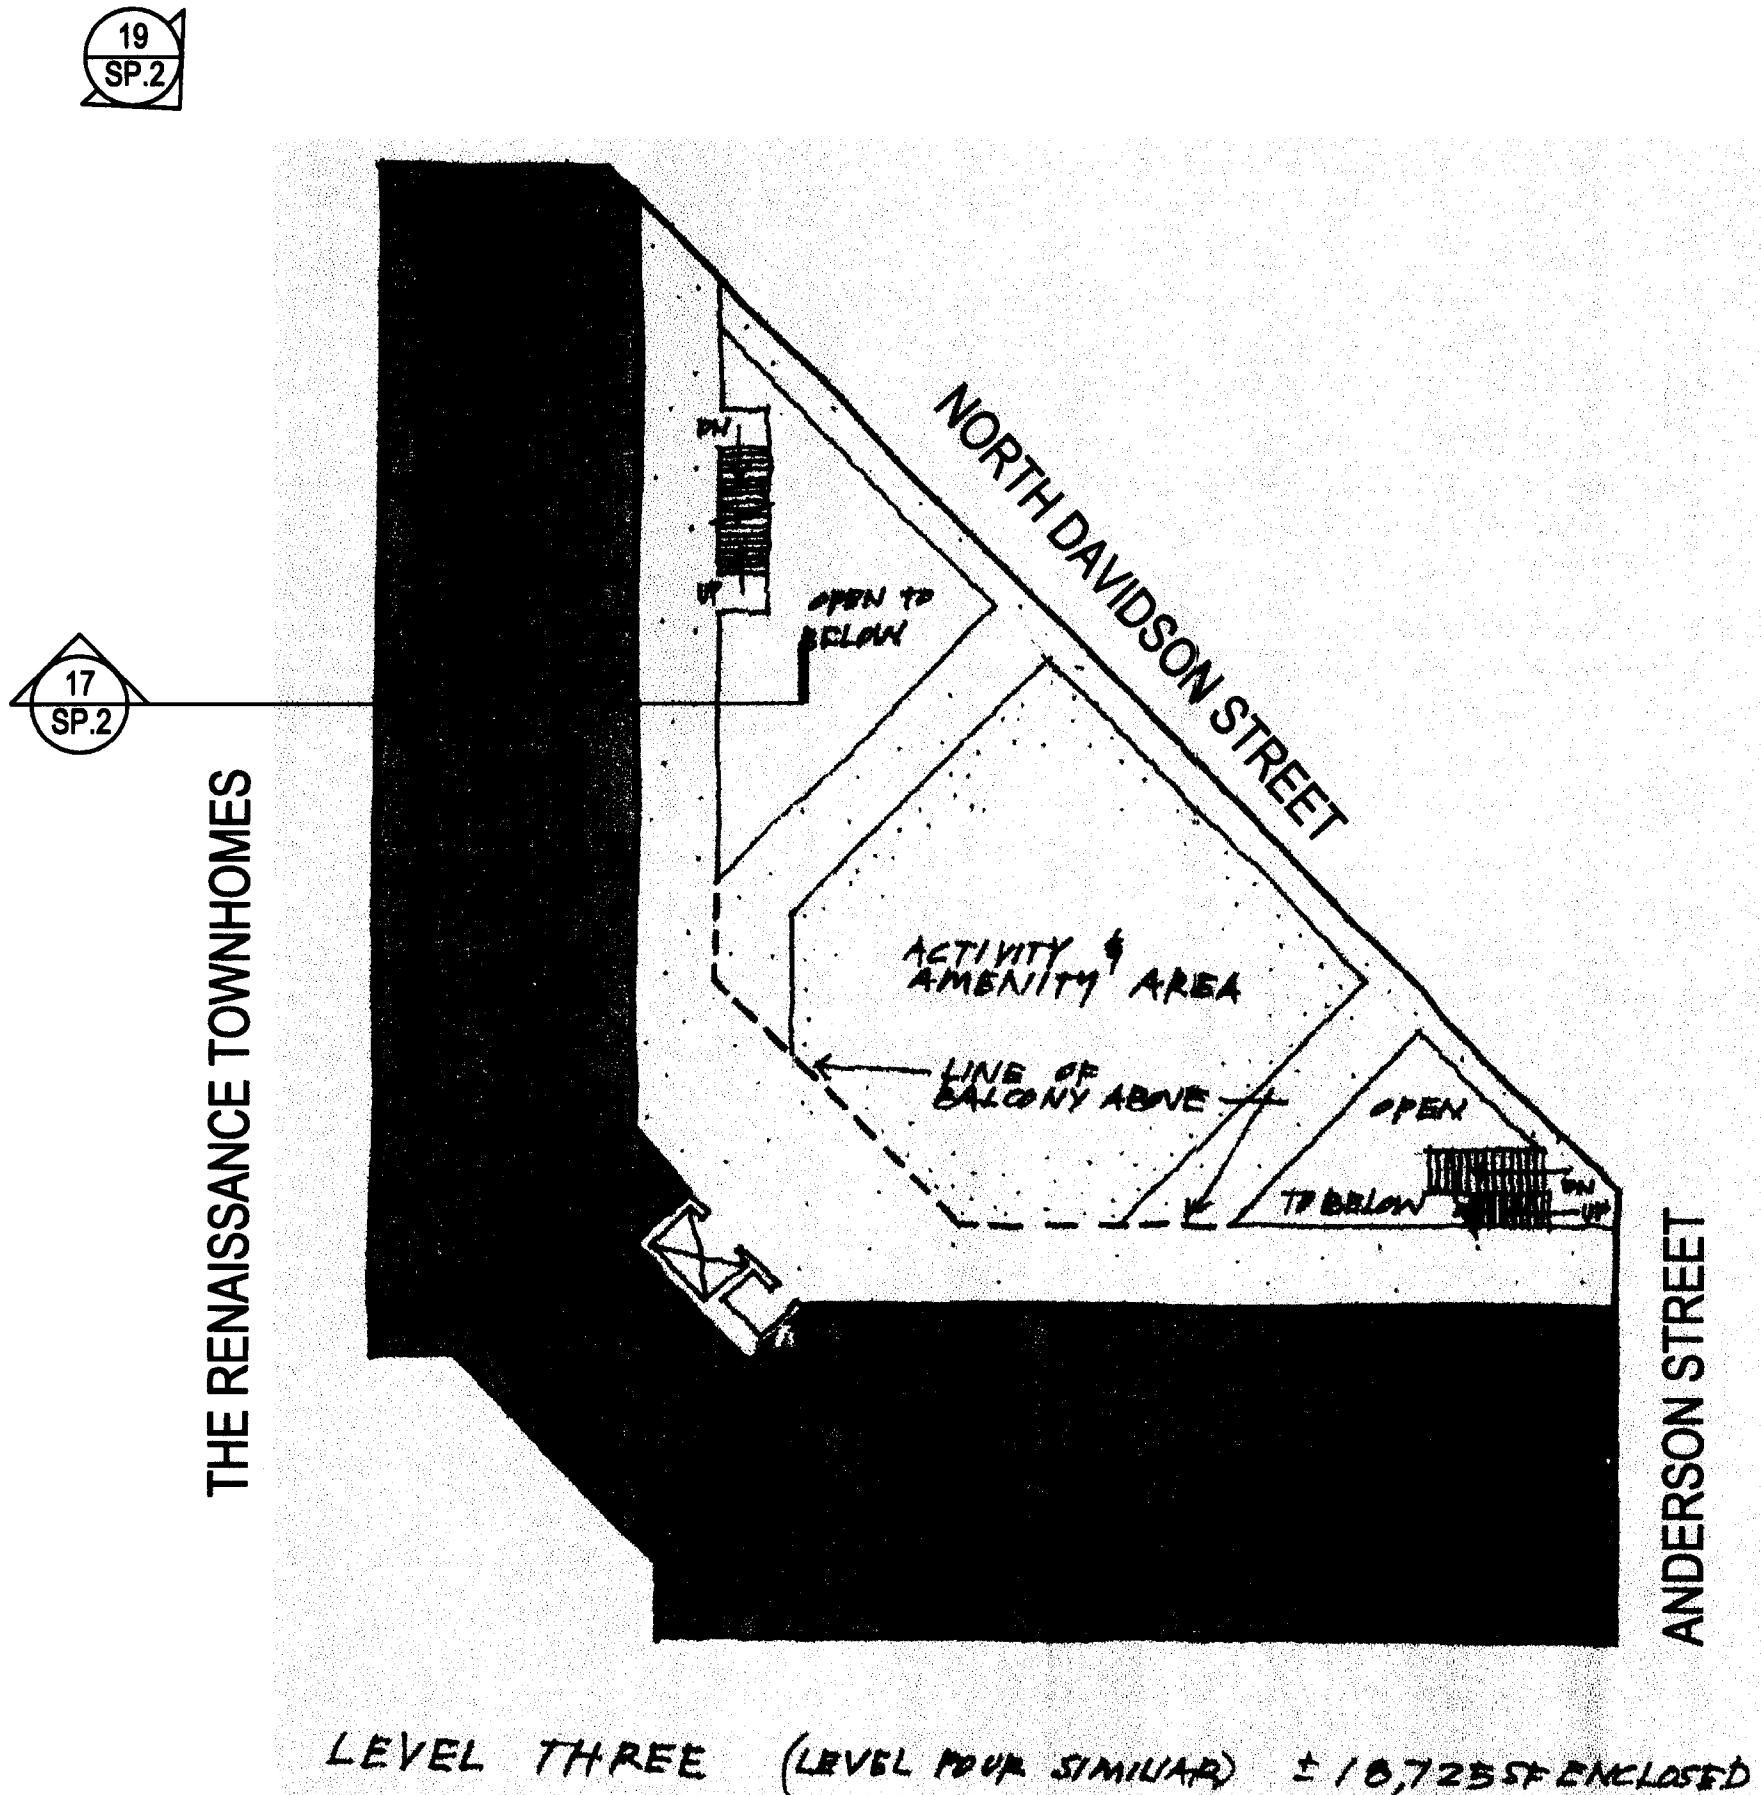 19
SP.2
NORTH DAVIDSON STREET
DN
UP
OPEN TO
BELOW
17
SP.2
THE RENAISSANCE TOWNHOMES
ACTIVITY &
AMENITY AREA
LINE OF
BALCONY ABOVE
OPEN
TO BELOW
DN
UP
ANDERSON STREET
LEVEL THREE (LEVEL FOUR SIMILIAR) ± 18,725 SF ENCLOSED